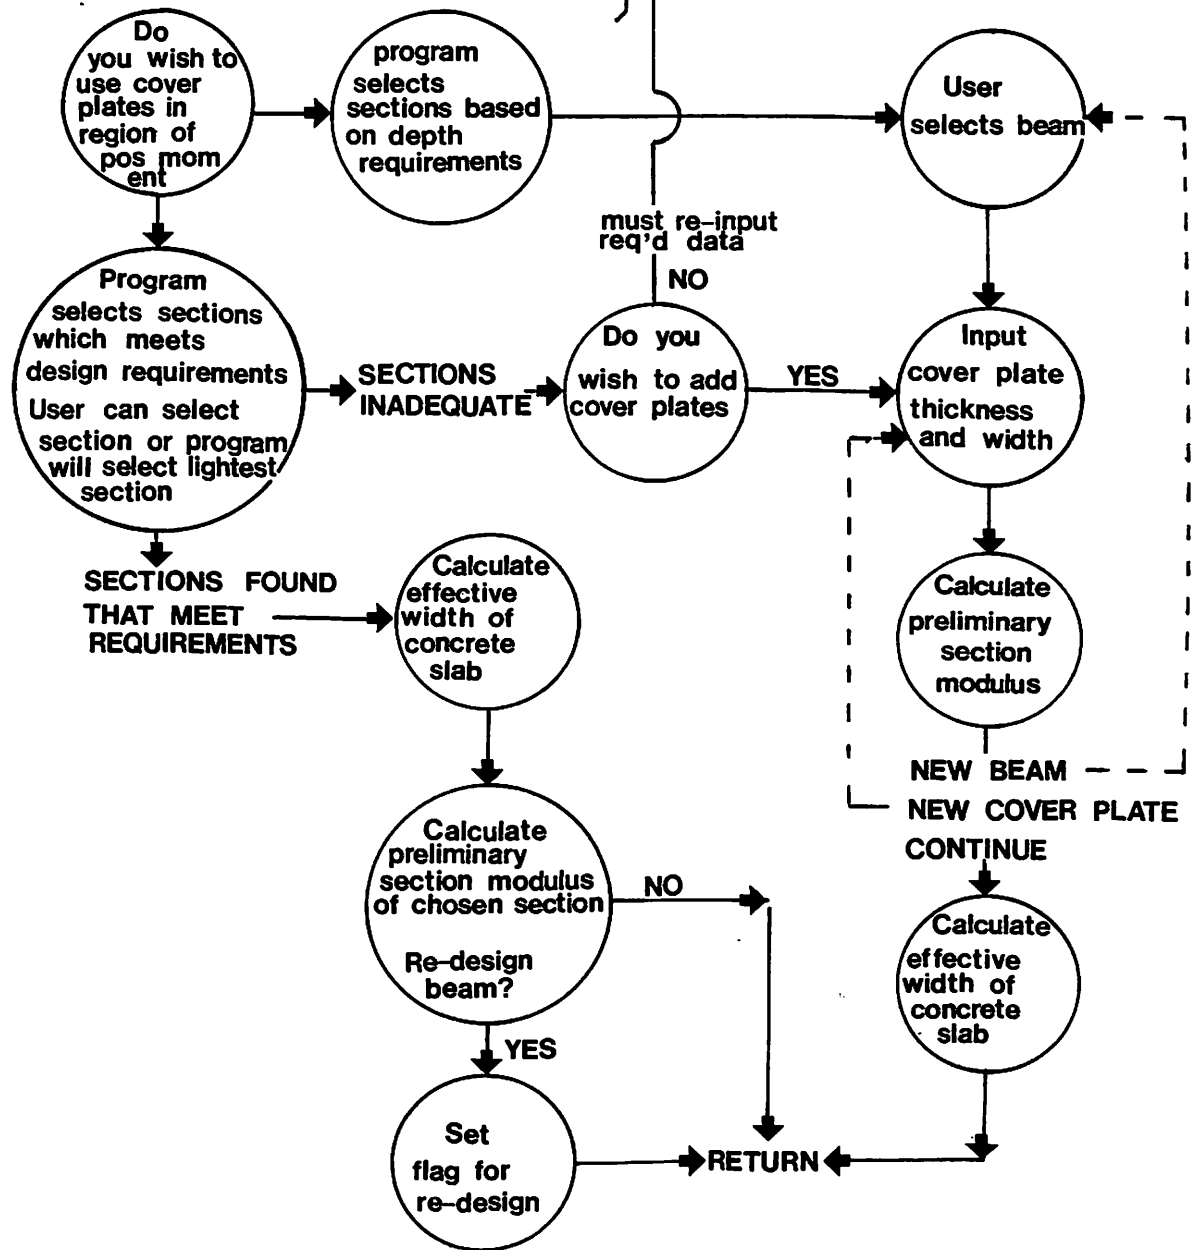 Do
you wish to
use cover
plates in
region of
pos mom
ent
program
selects
sections based
on depth
requirements
User
selects beam
must re-input
req'd data
NO
Program
selects sections
which meets
design requirements
User can select
section or program
will select lightest
section
SECTIONS
INADEQUATE
Do you
wish to add
cover plates
YES
Input
cover plate
thickness
and width
SECTIONS FOUND
THAT MEET
REQUIREMENTS
Calculate
effective
width of
concrete
slab
Calculate
preliminary
section
modulus
NEW BEAM
NEW COVER PLATE
CONTINUE
Calculate
preliminary
section modulus
of chosen section
Re-design
beam?
NO
YES
Calculate
effective
width of
concrete
slab
Set
flag for
re-design
RETURN